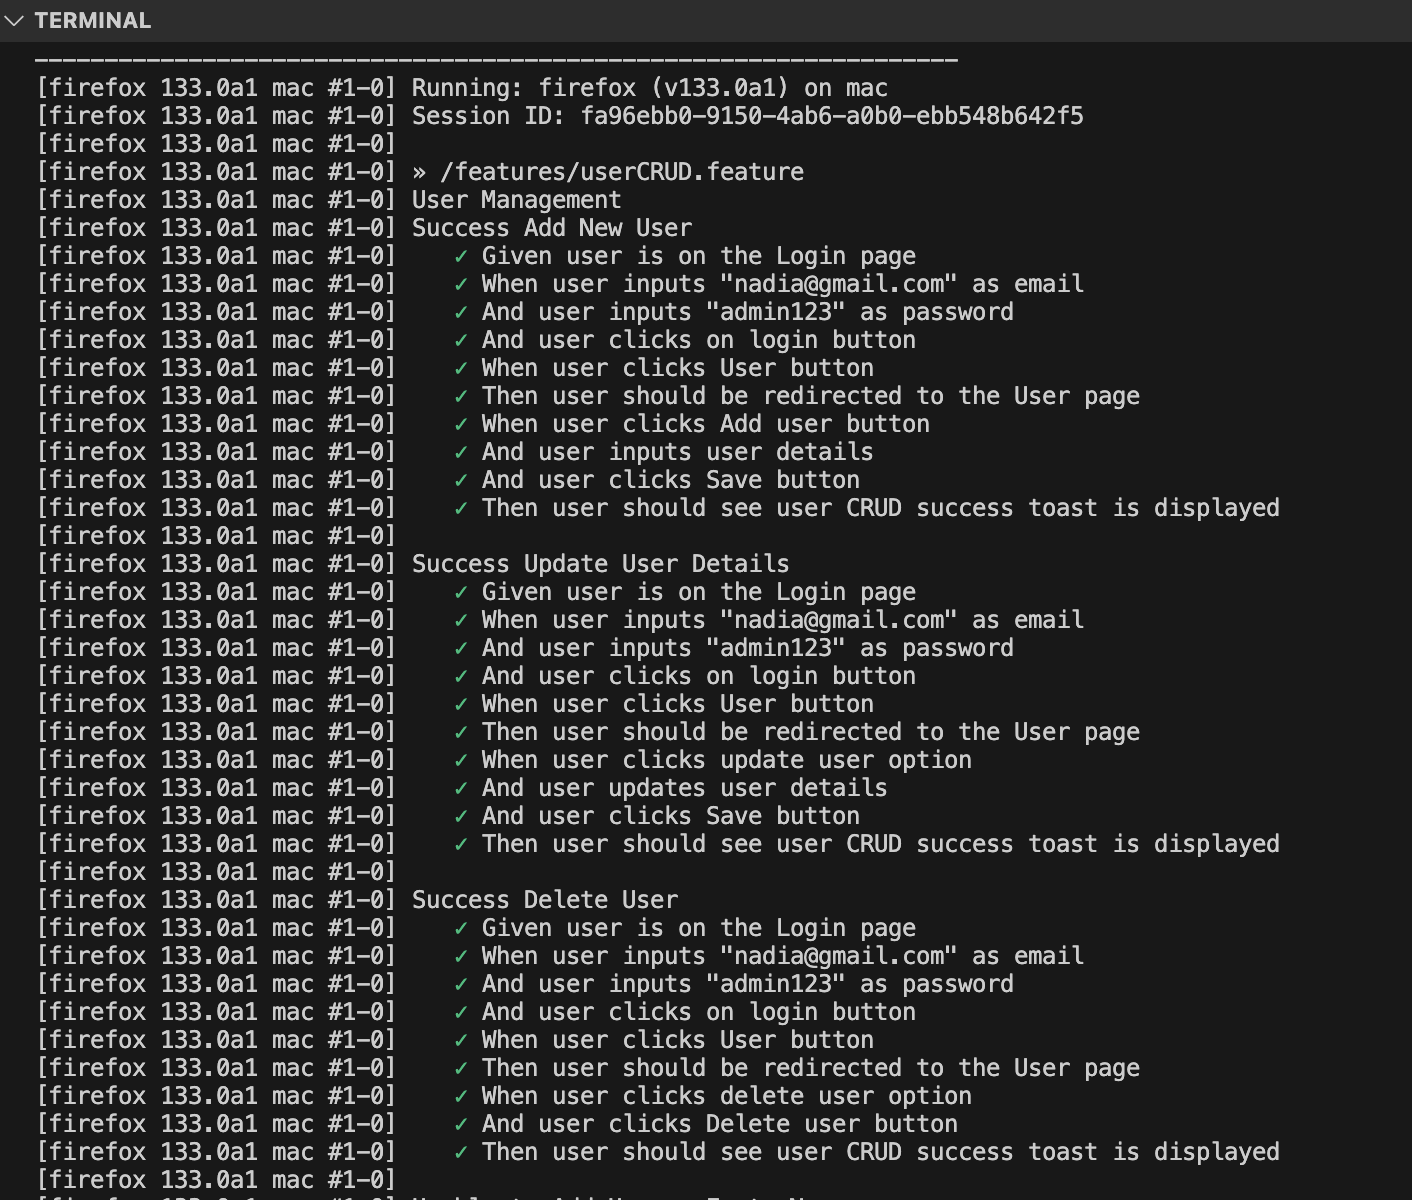 TERMINAL
[firefox 133.0a1 mac #1-0] Running: firefox (v133.0a1) on mac
[firefox 133.0a1 mac #1-0] Session ID: fa96ebb0-9150-4ab6-a0b0-ebb548b642f5
[firefox 133.0a1 mac #1-0]
[firefox 133.0a1 mac #1-0] » /features/userCRUD.feature
[firefox 133.0a1 mac #1-0] User Management
[firefox 133.0a1 mac #1-0] Success Add New User
[firefox 133.0a1 mac #1-0]    ✓ Given user is on the Login page
[firefox 133.0a1 mac #1-0]    ✓ When user inputs "nadia@gmail.com" as email
[firefox 133.0a1 mac #1-0]    ✓ And user inputs "admin123" as password
[firefox 133.0a1 mac #1-0]    ✓ And user clicks on login button
[firefox 133.0a1 mac #1-0]    ✓ When user clicks User button
[firefox 133.0a1 mac #1-0]    ✓ Then user should be redirected to the User page
[firefox 133.0a1 mac #1-0]    ✓ When user clicks Add user button
[firefox 133.0a1 mac #1-0]    ✓ And user inputs user details
[firefox 133.0a1 mac #1-0]    ✓ And user clicks Save button
[firefox 133.0a1 mac #1-0]    ✓ Then user should see user CRUD success toast is displayed
[firefox 133.0a1 mac #1-0]
[firefox 133.0a1 mac #1-0] Success Update User Details
[firefox 133.0a1 mac #1-0]    ✓ Given user is on the Login page
[firefox 133.0a1 mac #1-0]    ✓ When user inputs "nadia@gmail.com" as email
[firefox 133.0a1 mac #1-0]    ✓ And user inputs "admin123" as password
[firefox 133.0a1 mac #1-0]    ✓ And user clicks on login button
[firefox 133.0a1 mac #1-0]    ✓ When user clicks User button
[firefox 133.0a1 mac #1-0]    ✓ Then user should be redirected to the User page
[firefox 133.0a1 mac #1-0]    ✓ When user clicks update user option
[firefox 133.0a1 mac #1-0]    ✓ And user updates user details
[firefox 133.0a1 mac #1-0]    ✓ And user clicks Save button
[firefox 133.0a1 mac #1-0]    ✓ Then user should see user CRUD success toast is displayed
[firefox 133.0a1 mac #1-0]
[firefox 133.0a1 mac #1-0] Success Delete User
[firefox 133.0a1 mac #1-0]    ✓ Given user is on the Login page
[firefox 133.0a1 mac #1-0]    ✓ When user inputs "nadia@gmail.com" as email
[firefox 133.0a1 mac #1-0]    ✓ And user inputs "admin123" as password
[firefox 133.0a1 mac #1-0]    ✓ And user clicks on login button
[firefox 133.0a1 mac #1-0]    ✓ When user clicks User button
[firefox 133.0a1 mac #1-0]    ✓ Then user should be redirected to the User page
[firefox 133.0a1 mac #1-0]    ✓ When user clicks delete user option
[firefox 133.0a1 mac #1-0]    ✓ And user clicks Delete user button
[firefox 133.0a1 mac #1-0]    ✓ Then user should see user CRUD success toast is displayed
[firefox 133.0a1 mac #1-0]